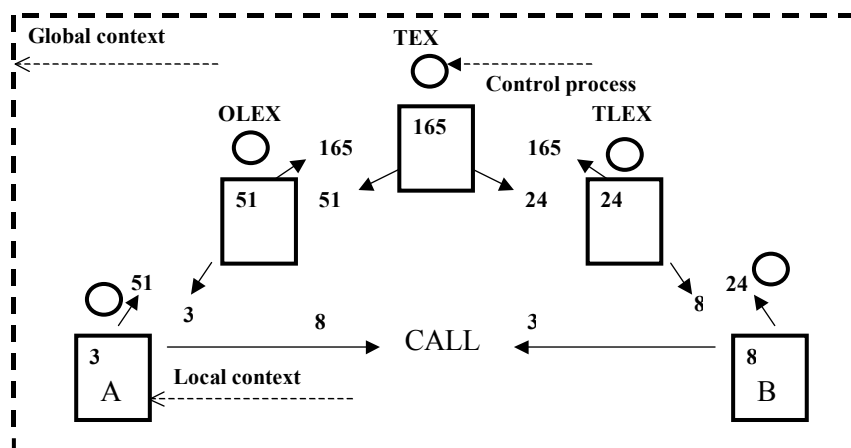 Global context
TEX
Control process
OLEX
165
TLEX
165
165
51
51
24
24
51
24
3
8
3
8
CALL
3
A
Local context
8
B